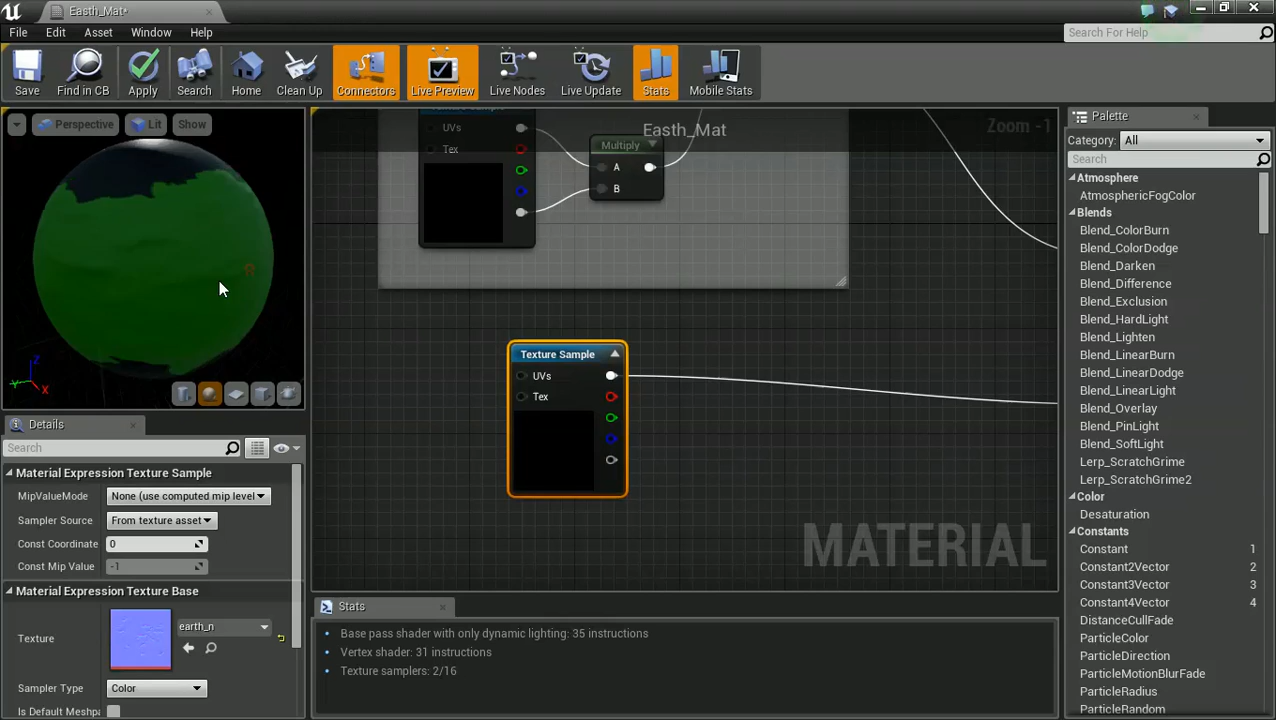 Easth_Mat*
File Edit Asset Window Help
Search For Help
Save Find in CB Apply Search Home Clean Up Connectors Live Preview Live Nodes Live Update Stats Mobile Stats
Perspective Lit Show
Easth_Mat
Zoom -1
UVs
Tex
Multiply
A
B
Texture Sample
UVs
Tex
MATERIAL
Z
Y
X
Details
Search
Material Expression Texture Sample
MipValueMode None (use computed mip level
Sampler Source From texture asset
Const Coordinate 0
Const Mip Value -1
Material Expression Texture Base
Texture earth_n
Sampler Type Color
Is Default Meshpa
Stats
Base pass shader with only dynamic lighting: 35 instructions
Vertex shader: 31 instructions
Texture samplers: 2/16
Palette
Category: All
Search
Atmosphere
AtmosphericFogColor
Blends
Blend_ColorBurn
Blend_ColorDodge
Blend_Darken
Blend_Difference
Blend_Exclusion
Blend_HardLight
Blend_Lighten
Blend_LinearBurn
Blend_LinearDodge
Blend_LinearLight
Blend_Overlay
Blend_PinLight
Blend_SoftLight
Lerp_ScratchGrime
Lerp_ScratchGrime2
Color
Desaturation
Constants
Constant 1
Constant2Vector 2
Constant3Vector 3
Constant4Vector 4
DistanceCullFade
ParticleColor
ParticleDirection
ParticleMotionBlurFade
ParticleRadius
ParticleRandom